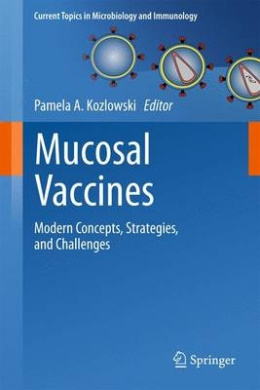 Current Topics in Microbiology and Immunology
Pamela A. Kozlowski Editor
Mucosal
Vaccines
Modern Concepts, Strategies,
and Challenges
Springer